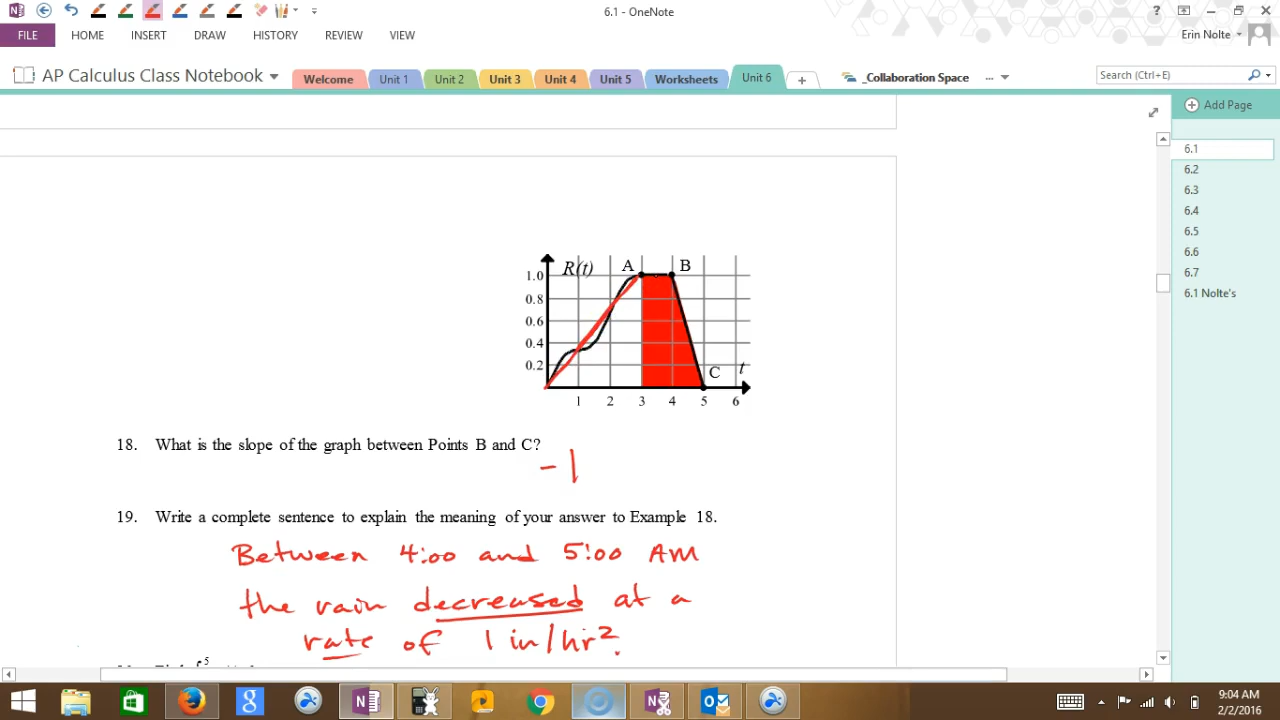 6.1 - OneNote
?
FILE HOME INSERT DRAW HISTORY REVIEW VIEW
Erin Nolte
AP Calculus Class Notebook
Welcome Unit 1 Unit 2 Unit 3 Unit 4 Unit 5 Worksheets Unit 6 + _Collaboration Space ...
Search (Ctrl+E)
Add Page
6.1
6.2
6.3
6.4
6.5
6.6
6.7
6.1 Nolte's
R(t) A B
1.0
0.8
0.6
0.4
0.2
C t
1 2 3 4 5 6
18. What is the slope of the graph between Points B and C?
-1
19. Write a complete sentence to explain the meaning of your answer to Example 18.
Between 4:00 and 5:00 AM
the rain decreased at a
rate of 1 in/hr².
9:04 AM
2/2/2016